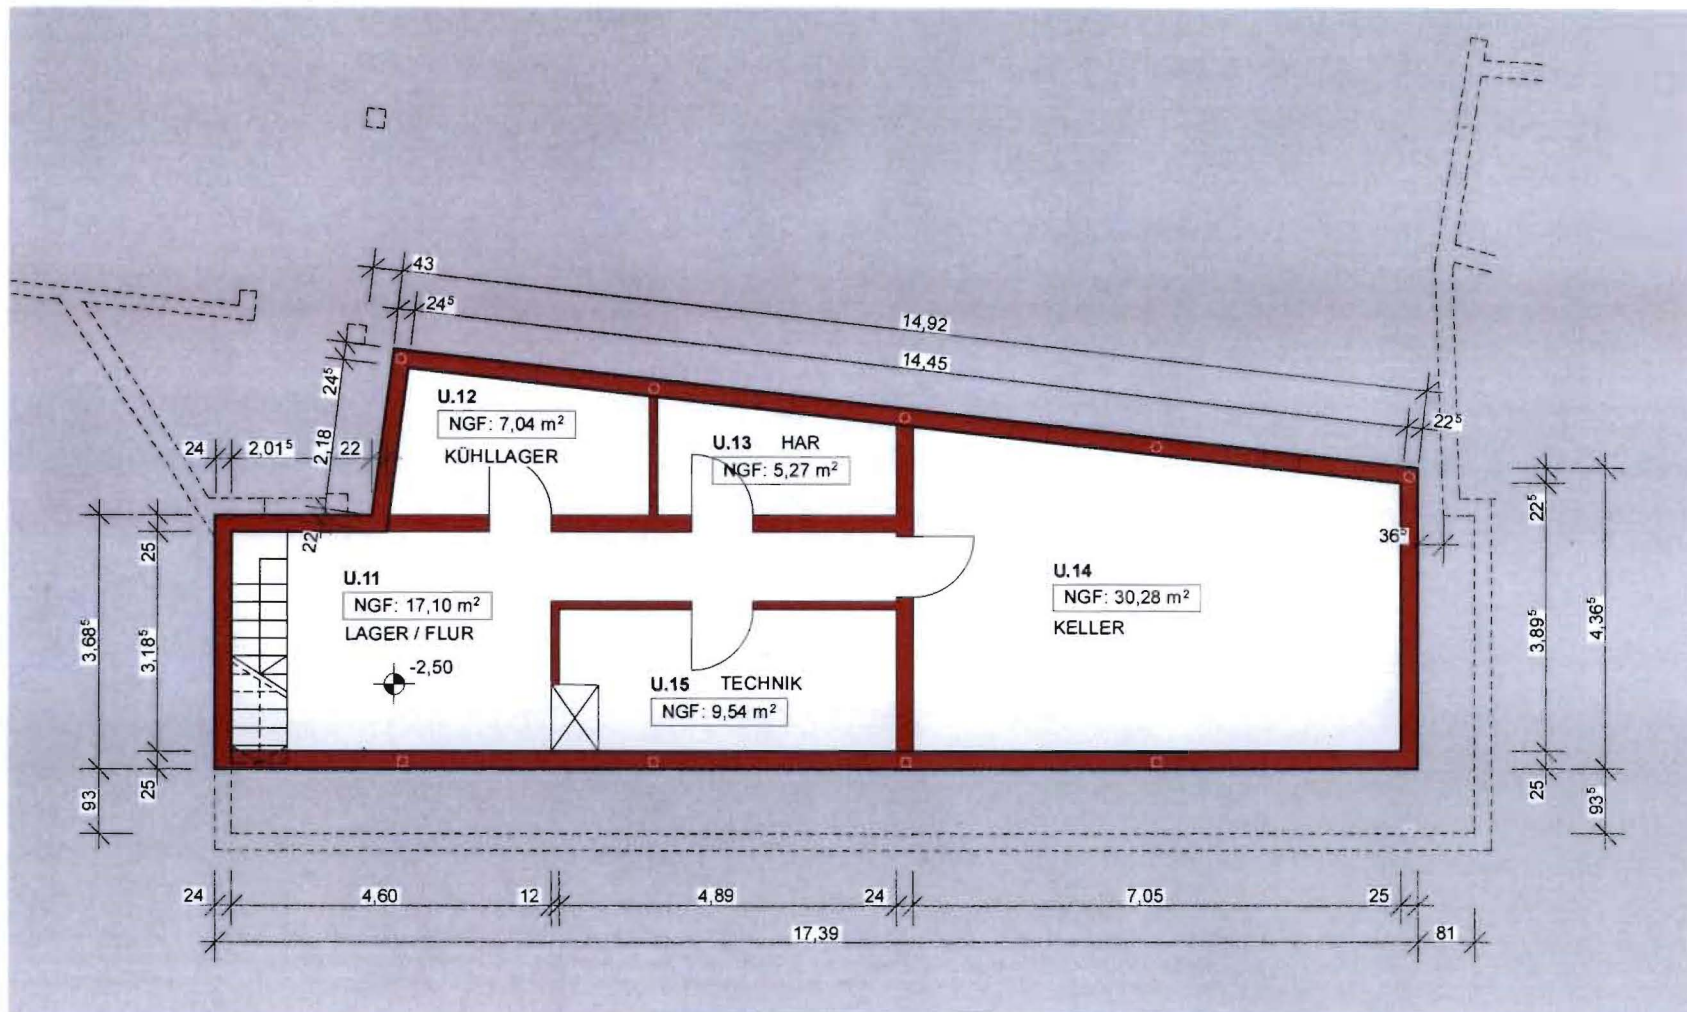 43
24⁵
14,92
14,45
24⁵
2,18
22⁵
U.12
NGF: 7,04 m²
KÜHLLAGER
U.13 HAR
NGF: 5,27 m²
24
2,01⁵
22
22
25
3,68⁵
3,18⁵
25
93
U.11
NGF: 17,10 m²
LAGER / FLUR
-2,50
U.14
NGF: 30,28 m²
KELLER
U.15 TECHNIK
NGF: 9,54 m²
36⁵
22⁵
3,89⁵
4,36⁵
25
93⁵
24
4,60
12
4,89
24
7,05
25
17,39
81